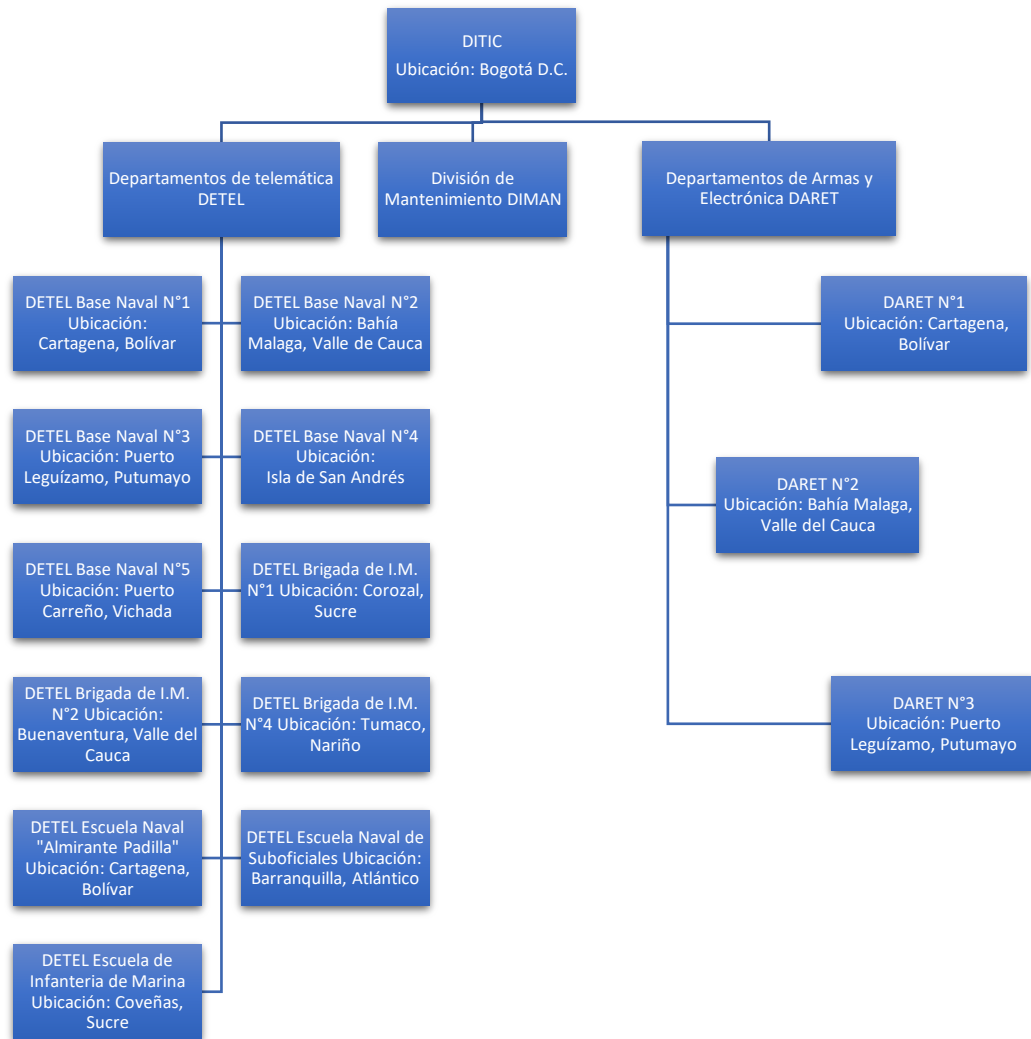 DITIC
Ubicación: Bogotá D.C.
Departamentos de telemática
DETEL
División de
Mantenimiento DIMAN
Departamentos de Armas y
Electrónica DARET
DETEL Base Naval N°1
Ubicación:
Cartagena, Bolívar
DETEL Base Naval N°2
Ubicación: Bahía
Malaga, Valle de Cauca
DARET N°1
Ubicación: Cartagena,
Bolívar
DETEL Base Naval N°3
Ubicación: Puerto
Leguízamo, Putumayo
DETEL Base Naval N°4
Ubicación:
Isla de San Andrés
DARET N°2
Ubicación: Bahía Malaga,
Valle del Cauca
DETEL Base Naval N°5
Ubicación: Puerto
Carreño, Vichada
DETEL Brigada de I.M.
N°1 Ubicación: Corozal,
Sucre
DETEL Brigada de I.M.
N°2 Ubicación:
Buenaventura, Valle del
Cauca
DETEL Brigada de I.M.
N°4 Ubicación: Tumaco,
Nariño
DARET N°3
Ubicación: Puerto
Leguízamo, Putumayo
DETEL Escuela Naval
"Almirante Padilla"
Ubicación: Cartagena,
Bolívar
DETEL Escuela Naval de
Suboficiales Ubicación:
Barranquilla, Atlántico
DETEL Escuela de
Infanteria de Marina
Ubicación: Coveñas,
Sucre